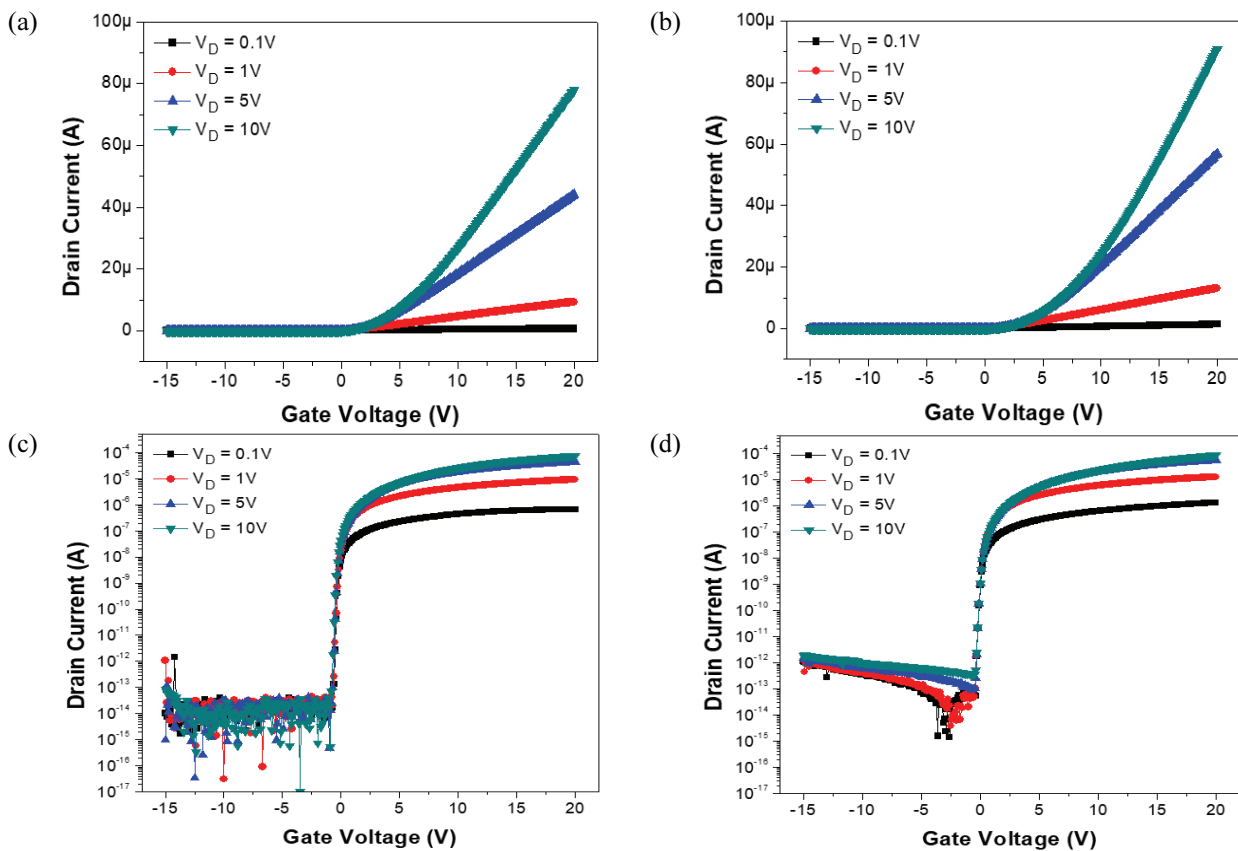 (a)
100µ
80µ
60µ
40µ
20µ
0
Drain Current (A)
V_D = 0.1V
V_D = 1V
V_D = 5V
V_D = 10V
-15 -10 -5 0 5 10 15 20
Gate Voltage (V)
(b)
100µ
80µ
60µ
40µ
20µ
0
Drain Current (A)
V_D = 0.1V
V_D = 1V
V_D = 5V
V_D = 10V
-15 -10 -5 0 5 10 15 20
Gate Voltage (V)
(c)
10⁻⁴
10⁻⁵
10⁻⁶
10⁻⁷
10⁻⁸
10⁻⁹
10⁻¹⁰
10⁻¹¹
10⁻¹²
10⁻¹³
10⁻¹⁴
10⁻¹⁵
10⁻¹⁶
10⁻¹⁷
Drain Current (A)
V_D = 0.1V
V_D = 1V
V_D = 5V
V_D = 10V
-15 -10 -5 0 5 10 15 20
Gate Voltage (V)
(d)
10⁻⁴
10⁻⁵
10⁻⁶
10⁻⁷
10⁻⁸
10⁻⁹
10⁻¹⁰
10⁻¹¹
10⁻¹²
10⁻¹³
10⁻¹⁴
10⁻¹⁵
10⁻¹⁶
10⁻¹⁷
Drain Current (A)
V_D = 0.1V
V_D = 1V
V_D = 5V
V_D = 10V
-15 -10 -5 0 5 10 15 20
Gate Voltage (V)